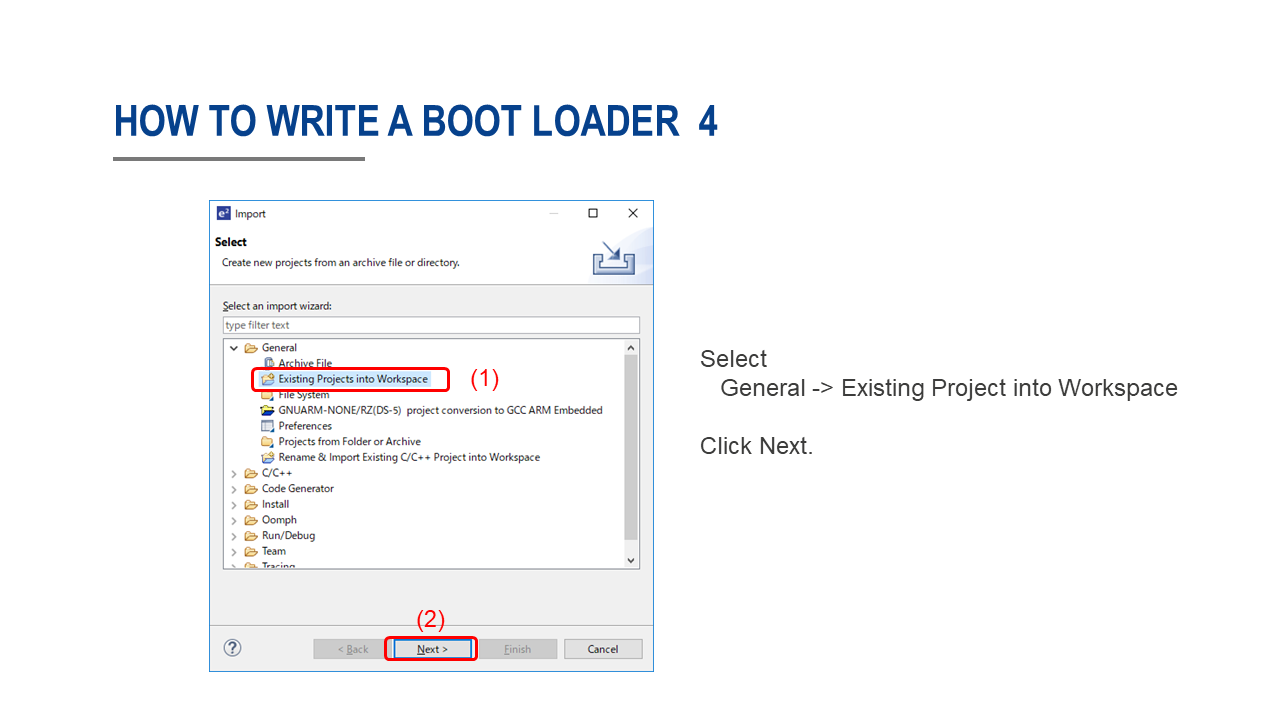 HOW TO WRITE A BOOT LOADER 4
e² Import
Select
Create new projects from an archive file or directory.
Select an import wizard:
type filter text
General
Archive File
Existing Projects into Workspace
(1)
File System
GNUARM-NONE/RZ(DS-5) project conversion to GCC ARM Embedded
Preferences
Projects from Folder or Archive
Rename & Import Existing C/C++ Project into Workspace
C/C++
Code Generator
Install
Oomph
Run/Debug
Team
Tracing
(2)
?
< Back
Next >
Finish
Cancel
Select
General -> Existing Project into Workspace
Click Next.